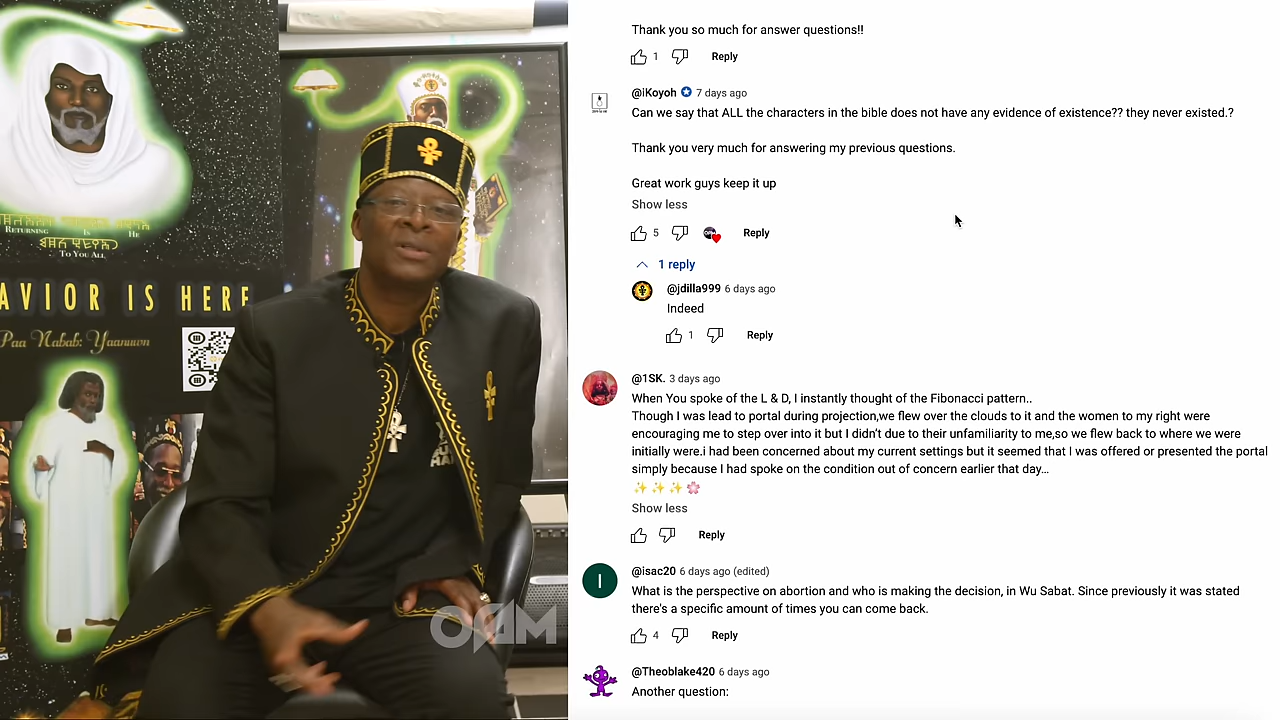 RETURNING IS HE
TO YOU ALL
AVIOR IS HERE
Paa Nabab: Yaanuwn
OAM
Thank you so much for answer questions!!
1 Reply
@iKoyoh 7 days ago
Can we say that ALL the characters in the bible does not have any evidence of existence?? they never existed.?
Thank you very much for answering my previous questions.
Great work guys keep it up
Show less
5 Reply
1 reply
@jdilla999 6 days ago
Indeed
1 Reply
@1SK. 3 days ago
When You spoke of the L & D, I instantly thought of the Fibonacci pattern..
Though I was lead to portal during projection,we flew over the clouds to it and the women to my right were
encouraging me to step over into it but I didn't due to their unfamiliarity to me,so we flew back to where we were
initially were.i had been concerned about my current settings but it seemed that I was offered or presented the portal
simply because I had spoke on the condition out of concern earlier that day…
✨ ✨ ✨ 🌸
Show less
Reply
I
@isac20 6 days ago (edited)
What is the perspective on abortion and who is making the decision, in Wu Sabat. Since previously it was stated
there's a specific amount of times you can come back.
4 Reply
@Theoblake420 6 days ago
Another question: